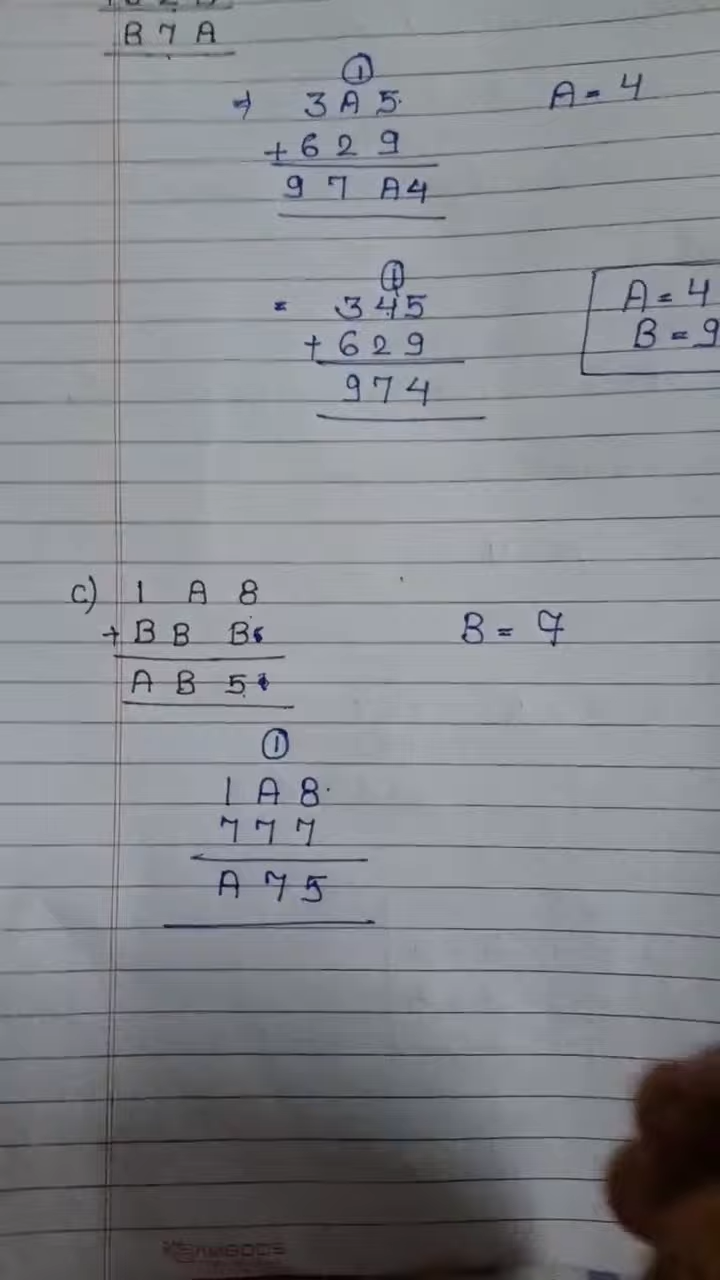 B 7 A
①
⇒ 3 A 5 A = 4
+ 6 2 9
9 7 A4
①
= 3 4 5 A = 4
+ 6 2 9 B = 9
9 7 4
c) 1 A 8
+ B B B B = 7
A B 5
①
1 A 8
7 7 7
A 7 5